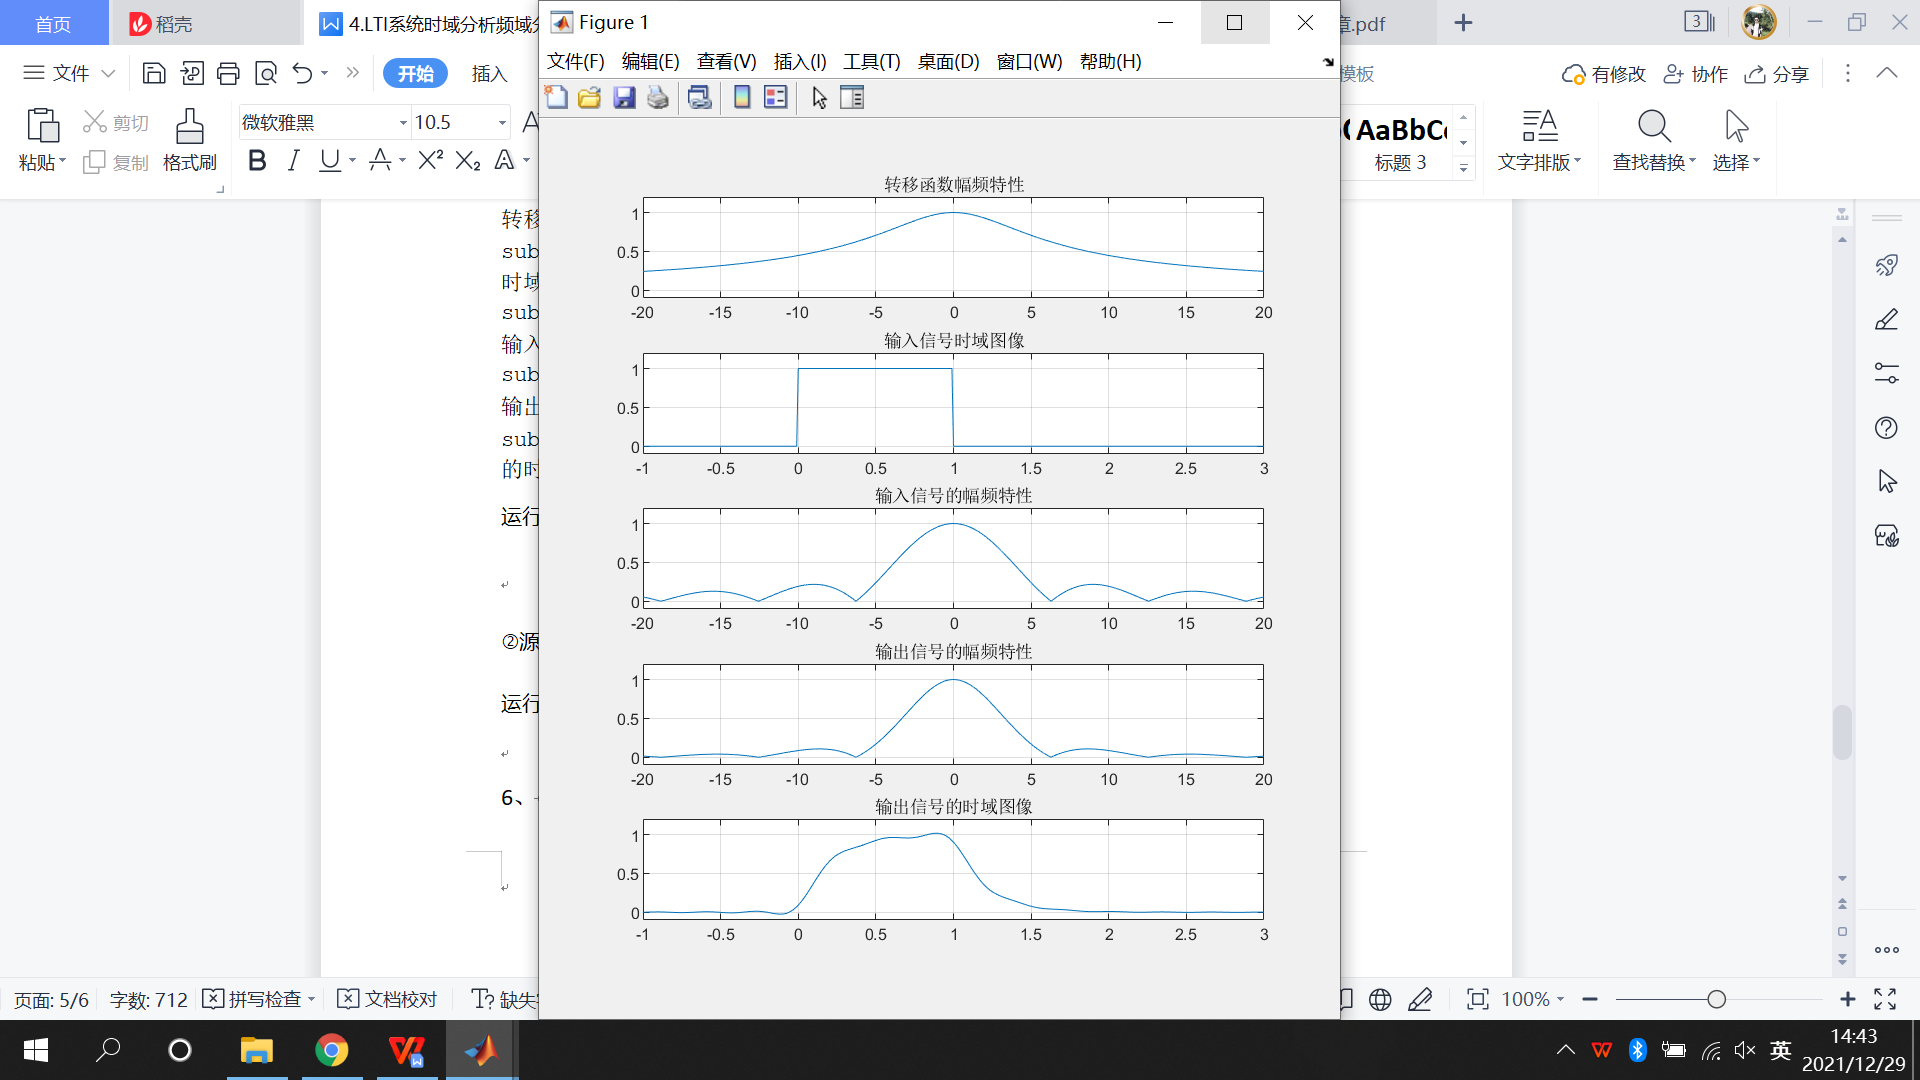 首页
稻壳
4.LTI系统时域分析频域分
章.pdf
3
Figure 1
文件(F) 编辑(E) 查看(V) 插入(I) 工具(T) 桌面(D) 窗口(W) 帮助(H)
文件
开始
插入
模板
有修改
协作
分享
粘贴
剪切
复制
格式刷
微软雅黑
10.5
B I U A X² X₂ A
AaBbC
标题 3
文字排版
查找替换
选择
转移
sub
时域
sub
输入
sub
输出
sub
的时
运行
②源
运行
6、
转移函数幅频特性
1
0.5
0
-20 -15 -10 -5 0 5 10 15 20
输入信号时域图像
1
0.5
0
-1 -0.5 0 0.5 1 1.5 2 2.5 3
输入信号的幅频特性
1
0.5
0
-20 -15 -10 -5 0 5 10 15 20
输出信号的幅频特性
1
0.5
0
-20 -15 -10 -5 0 5 10 15 20
输出信号的时域图像
1
0.5
0
-1 -0.5 0 0.5 1 1.5 2 2.5 3
页面: 5/6 字数: 712 拼写检查 文档校对 缺失
100%
英
14:43
2021/12/29